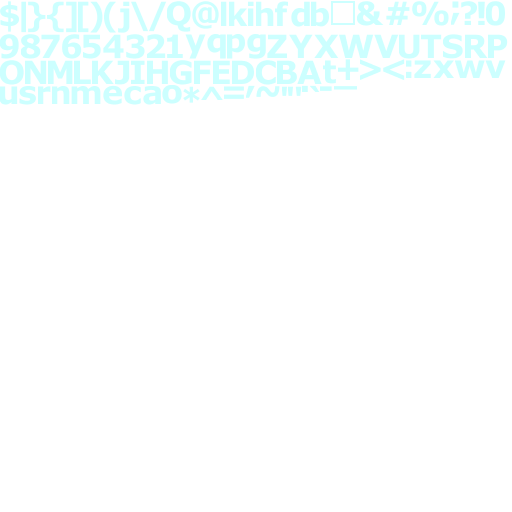 $|}{][)(j\/Q@lkihfdb□&#%;?!0
987654321yqpgZYXWVUTSRP
ONMLKJIHGFEDCBAt+><:zxwv
usrnmecao*^=